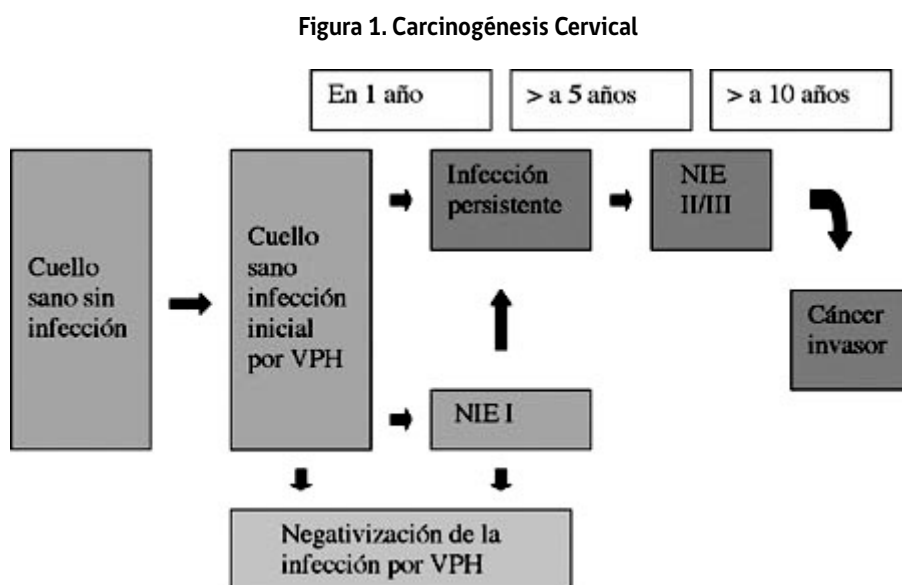 Figura 1. Carcinogénesis Cervical
En 1 año
> a 5 años
> a 10 años
Cuello
sano sin
infección
Cuello
sano
infección
inicial
por VPH
Infección
persistente
NIE
II/III
Cáncer
invasor
NIE I
Negativización de la
infección por VPH